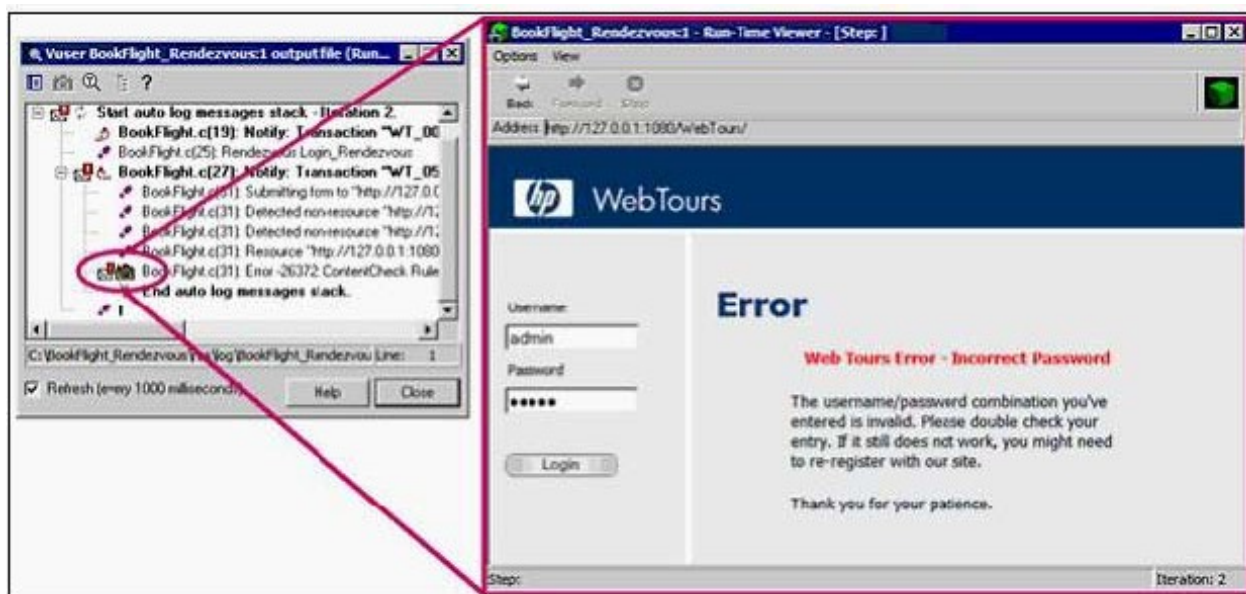 Vuser BookFlight_Rendezvous:1 output file (Run...
?
Start auto log messages stack - Iteration 2.
BookFlight.c(19): Notify: Transaction "WT_00
BookFlight.c(25): Rendezvous Login_Rendezvous
BookFlight.c(27): Notify: Transaction "WT_05
BookFlight.c(31): Submitting form to "http://127.0.0
BookFlight.c(31): Detected non-resource "http://12
BookFlight.c(31): Detected non-resource "http://12
BookFlight.c(31): Resource "http://127.0.0.1:1080
BookFlight.c(31): Error -26372: ContentCheck Rule
End auto log messages stack.
C:\BookFlight_Rendezvous\ \log\BookFlight_Rendezvou Line: 1
Refresh (every 1000 milliseconds)
Help
Close
BookFlight_Rendezvous:1 - Run-Time Viewer - [Step: ]
Options View
Back Forward Stop
Address http://127.0.0.1:1080/WebTours/
hp WebTours
Username
admin
Password
Login
Error
Web Tours Error - Incorrect Password
The username/password combination you've
entered is invalid. Please double check your
entry. If it still does not work, you might need
to re-register with our site.
Thank you for your patience.
Step:
Iteration: 2